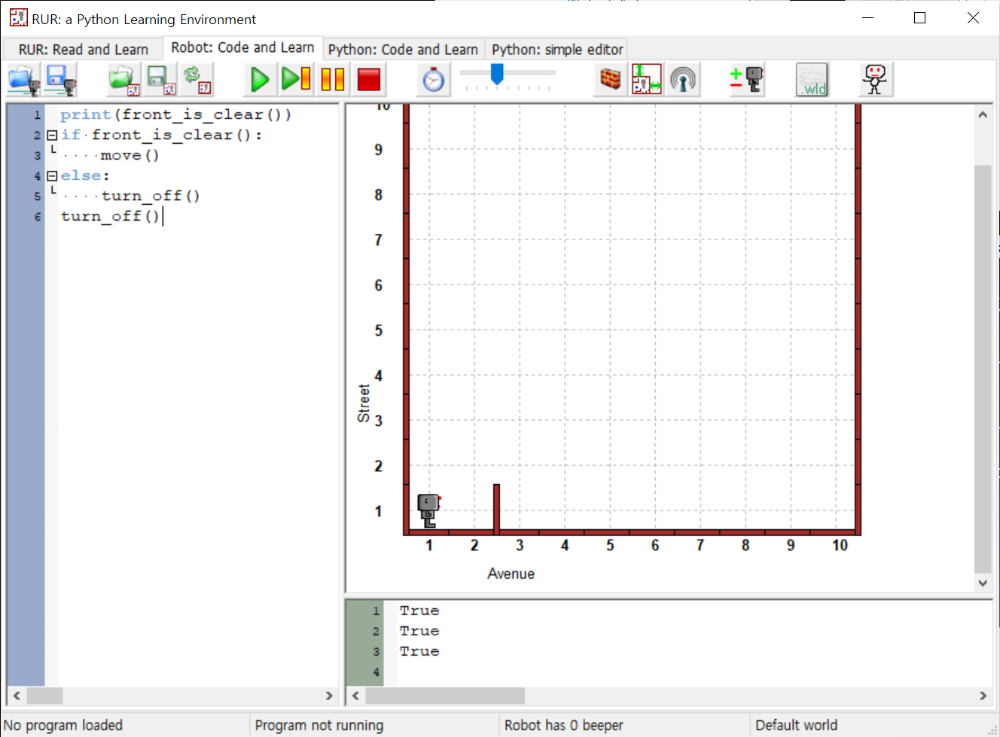 RUR: a Python Learning Environment
RUR: Read and Learn
Robot: Code and Learn
Python: Code and Learn
Python: simple editor
.wld
1 print(front_is_clear())
2 if front_is_clear():
3 move()
4 else:
5 turn_off()
6 turn_off()
10
9
8
7
6
5
4
3
2
1
Street
1 2 3 4 5 6 7 8 9 10
Avenue
1 True
2 True
3 True
4
No program loaded
Program not running
Robot has 0 beeper
Default world